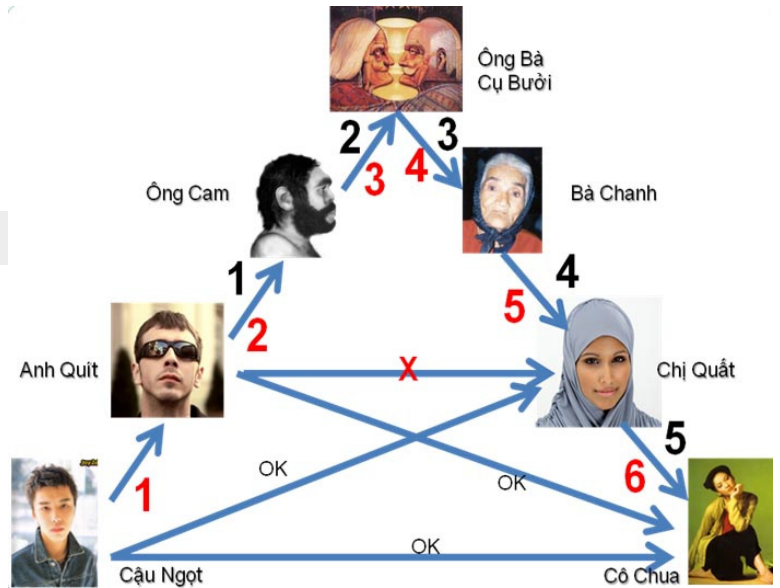 Ông Bà
Cụ Bưởi
2
3
3
4
Ông Cam
Bà Chanh
1
4
2
5
Anh Quít
X
Chị Quất
5
1
OK
OK
6
OK
Cậu Ngọt
Cô Chua